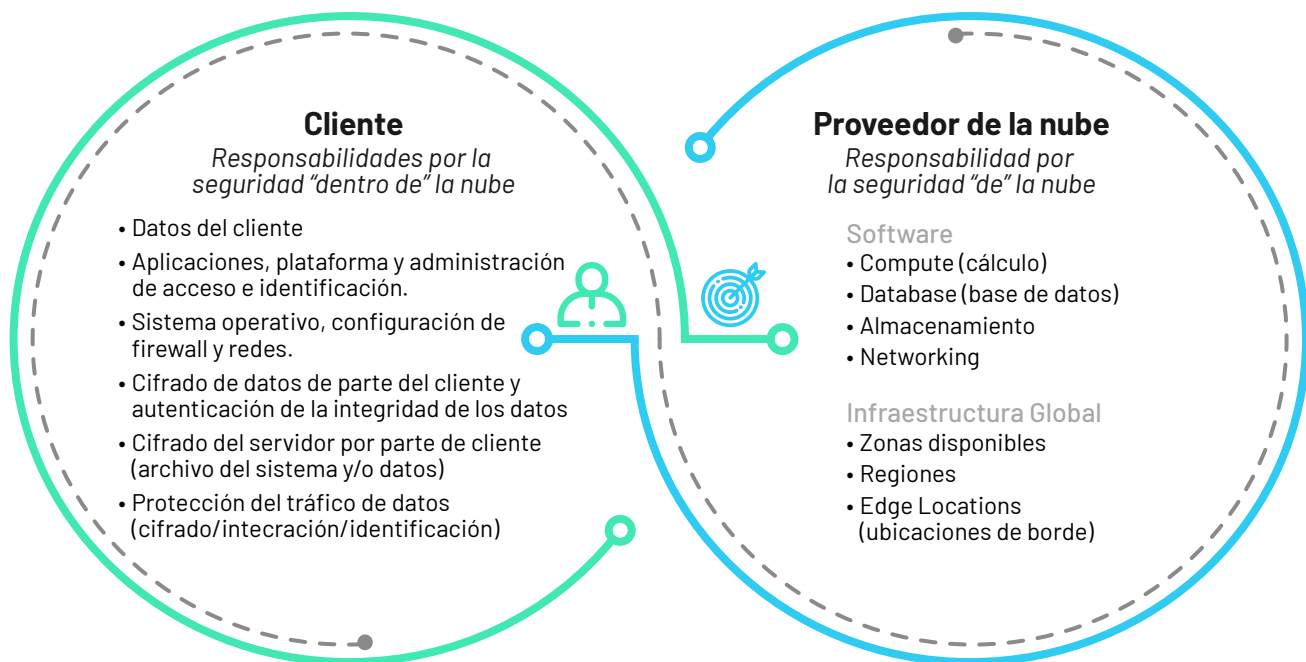 Cliente
Responsabilidades por la
seguridad “dentro de” la nube
• Datos del cliente
• Aplicaciones, plataforma y administración
de acceso e identificación.
• Sistema operativo, configuración de
firewall y redes.
• Cifrado de datos de parte del cliente y
autenticación de la integridad de los datos
• Cifrado del servidor por parte de cliente
(archivo del sistema y/o datos)
• Protección del tráfico de datos
(cifrado/intecración/identificación)
Proveedor de la nube
Responsabilidad por
la seguridad “de” la nube
Software
• Compute (cálculo)
• Database (base de datos)
• Almacenamiento
• Networking
Infraestructura Global
• Zonas disponibles
• Regiones
• Edge Locations
(ubicaciones de borde)